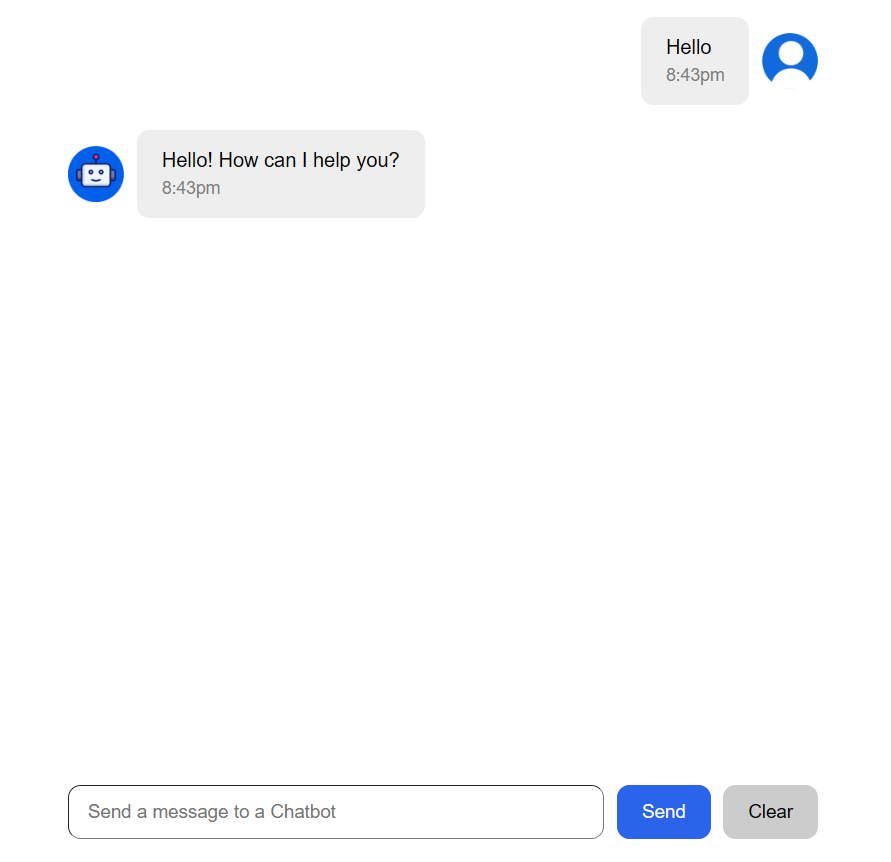 Hello
8:43pm
Hello! How can I help you?
8:43pm
Send a message to a Chatbot
Send
Clear